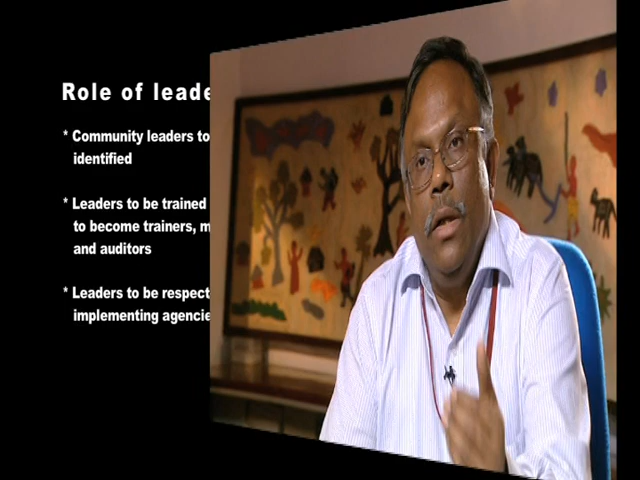 Role of leade
* Community leaders to
identified
* Leaders to be trained
to become trainers, m
and auditors
* Leaders to be respect
implementing agencie